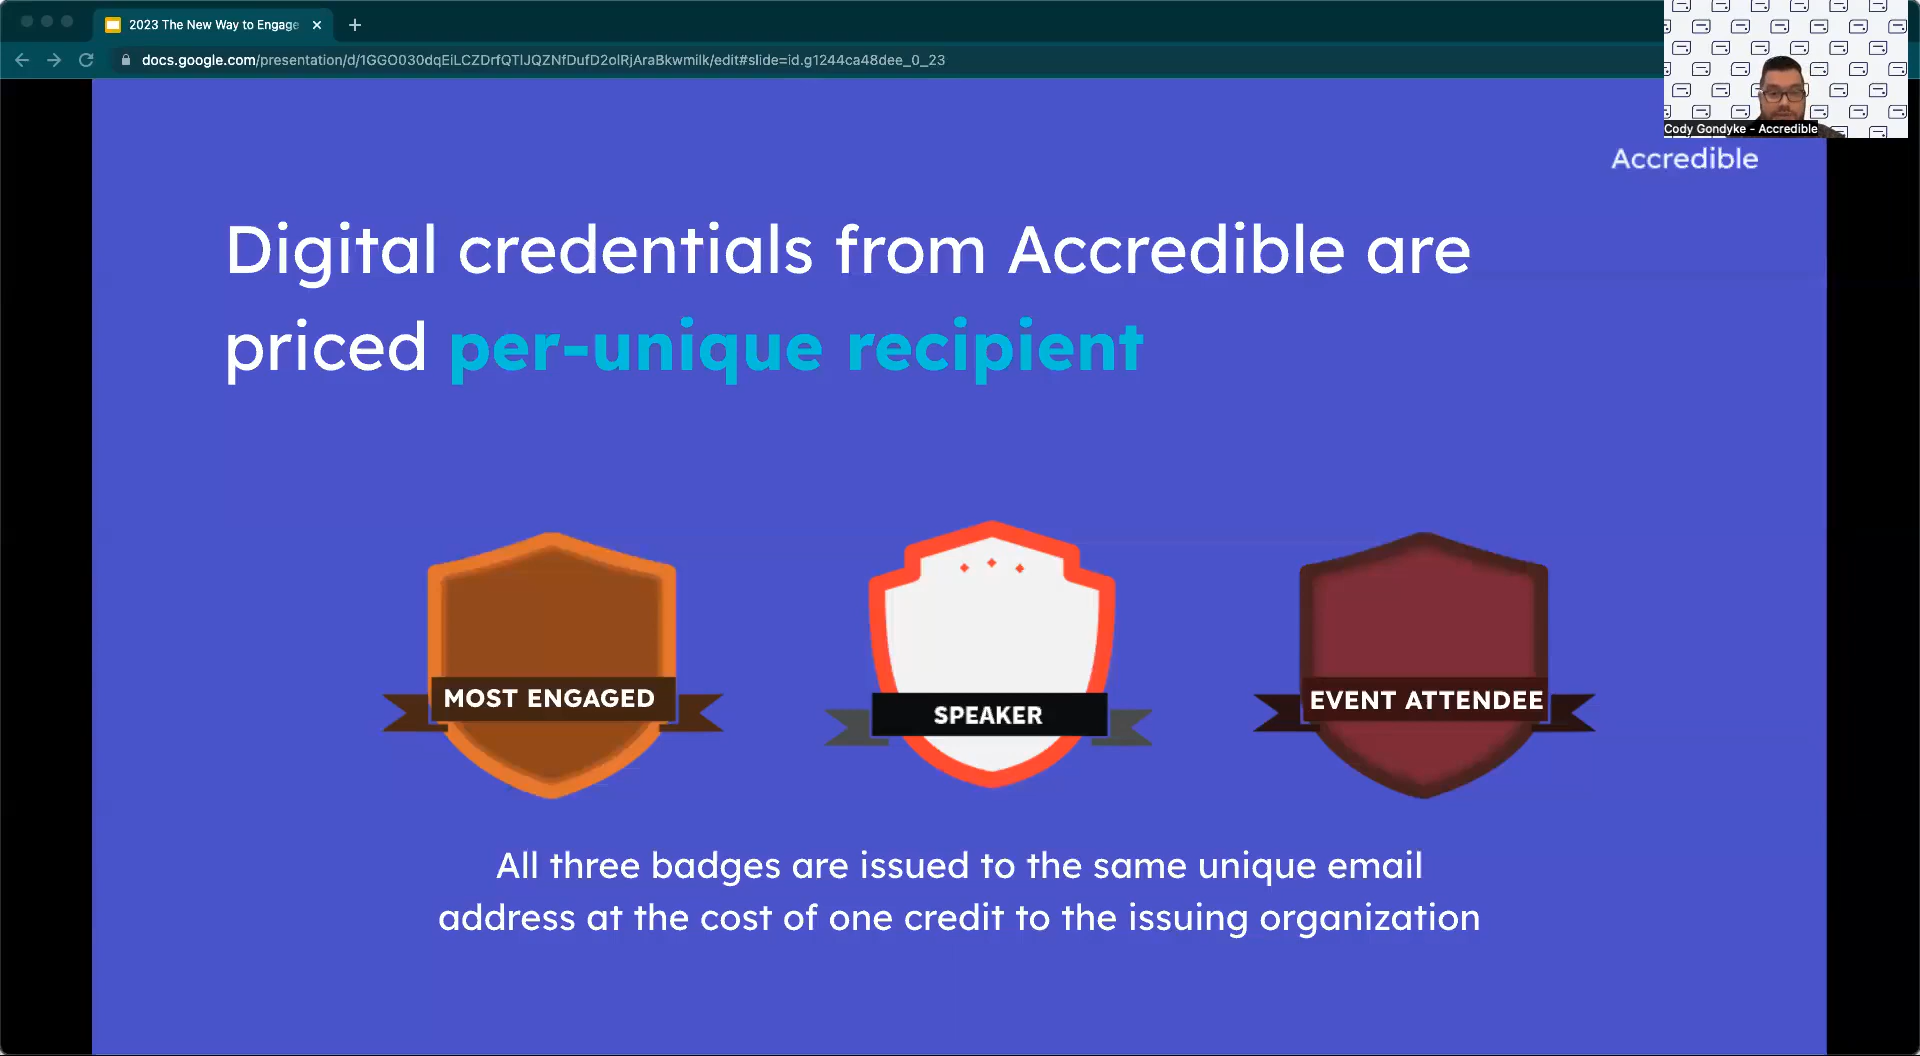 2023 The New Way to Engage
docs.google.com/presentation/d/1GGO030dqEiLCZDrfQTIJQZNfDufD2olRjAraBkwmilk/edit#slide=id.g1244ca48dee_0_23
Cody Gondyke - Accredible
Accredible
Digital credentials from Accredible are
priced per-unique recipient
MOST ENGAGED
SPEAKER
EVENT ATTENDEE
All three badges are issued to the same unique email
address at the cost of one credit to the issuing organization